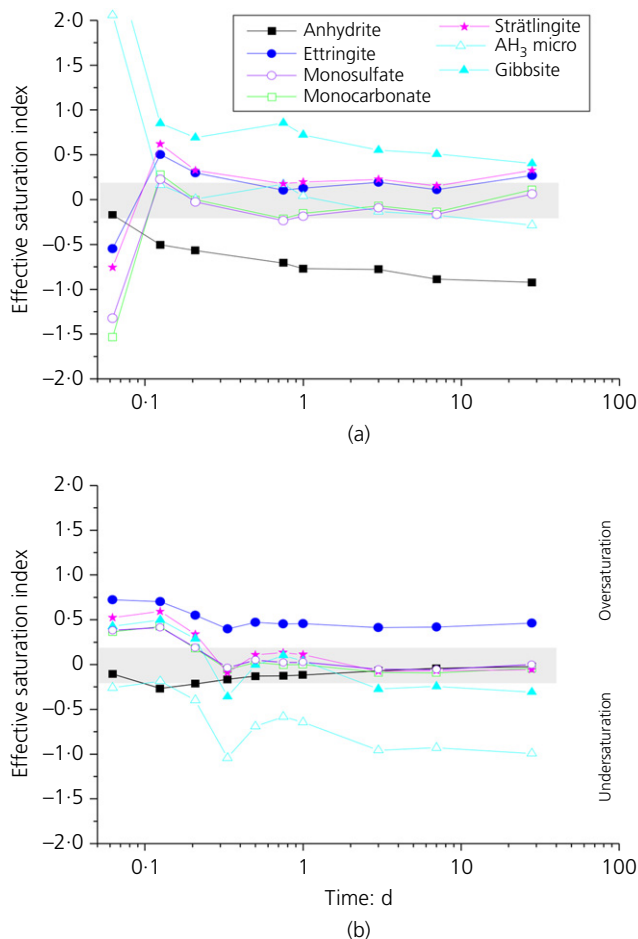 2·0
1·5
1·0
0·5
0
–0·5
–1·0
–1·5
–2·0
Effective saturation index
Anhydrite
Ettringite
Monosulfate
Monocarbonate
Strätlingite
AH₃ micro
Gibbsite
0·1
1
10
100
(a)
2·0
1·5
1·0
0·5
0
–0·5
–1·0
–1·5
–2·0
Effective saturation index
Oversaturation
Undersaturation
0·1
1
10
100
Time: d
(b)